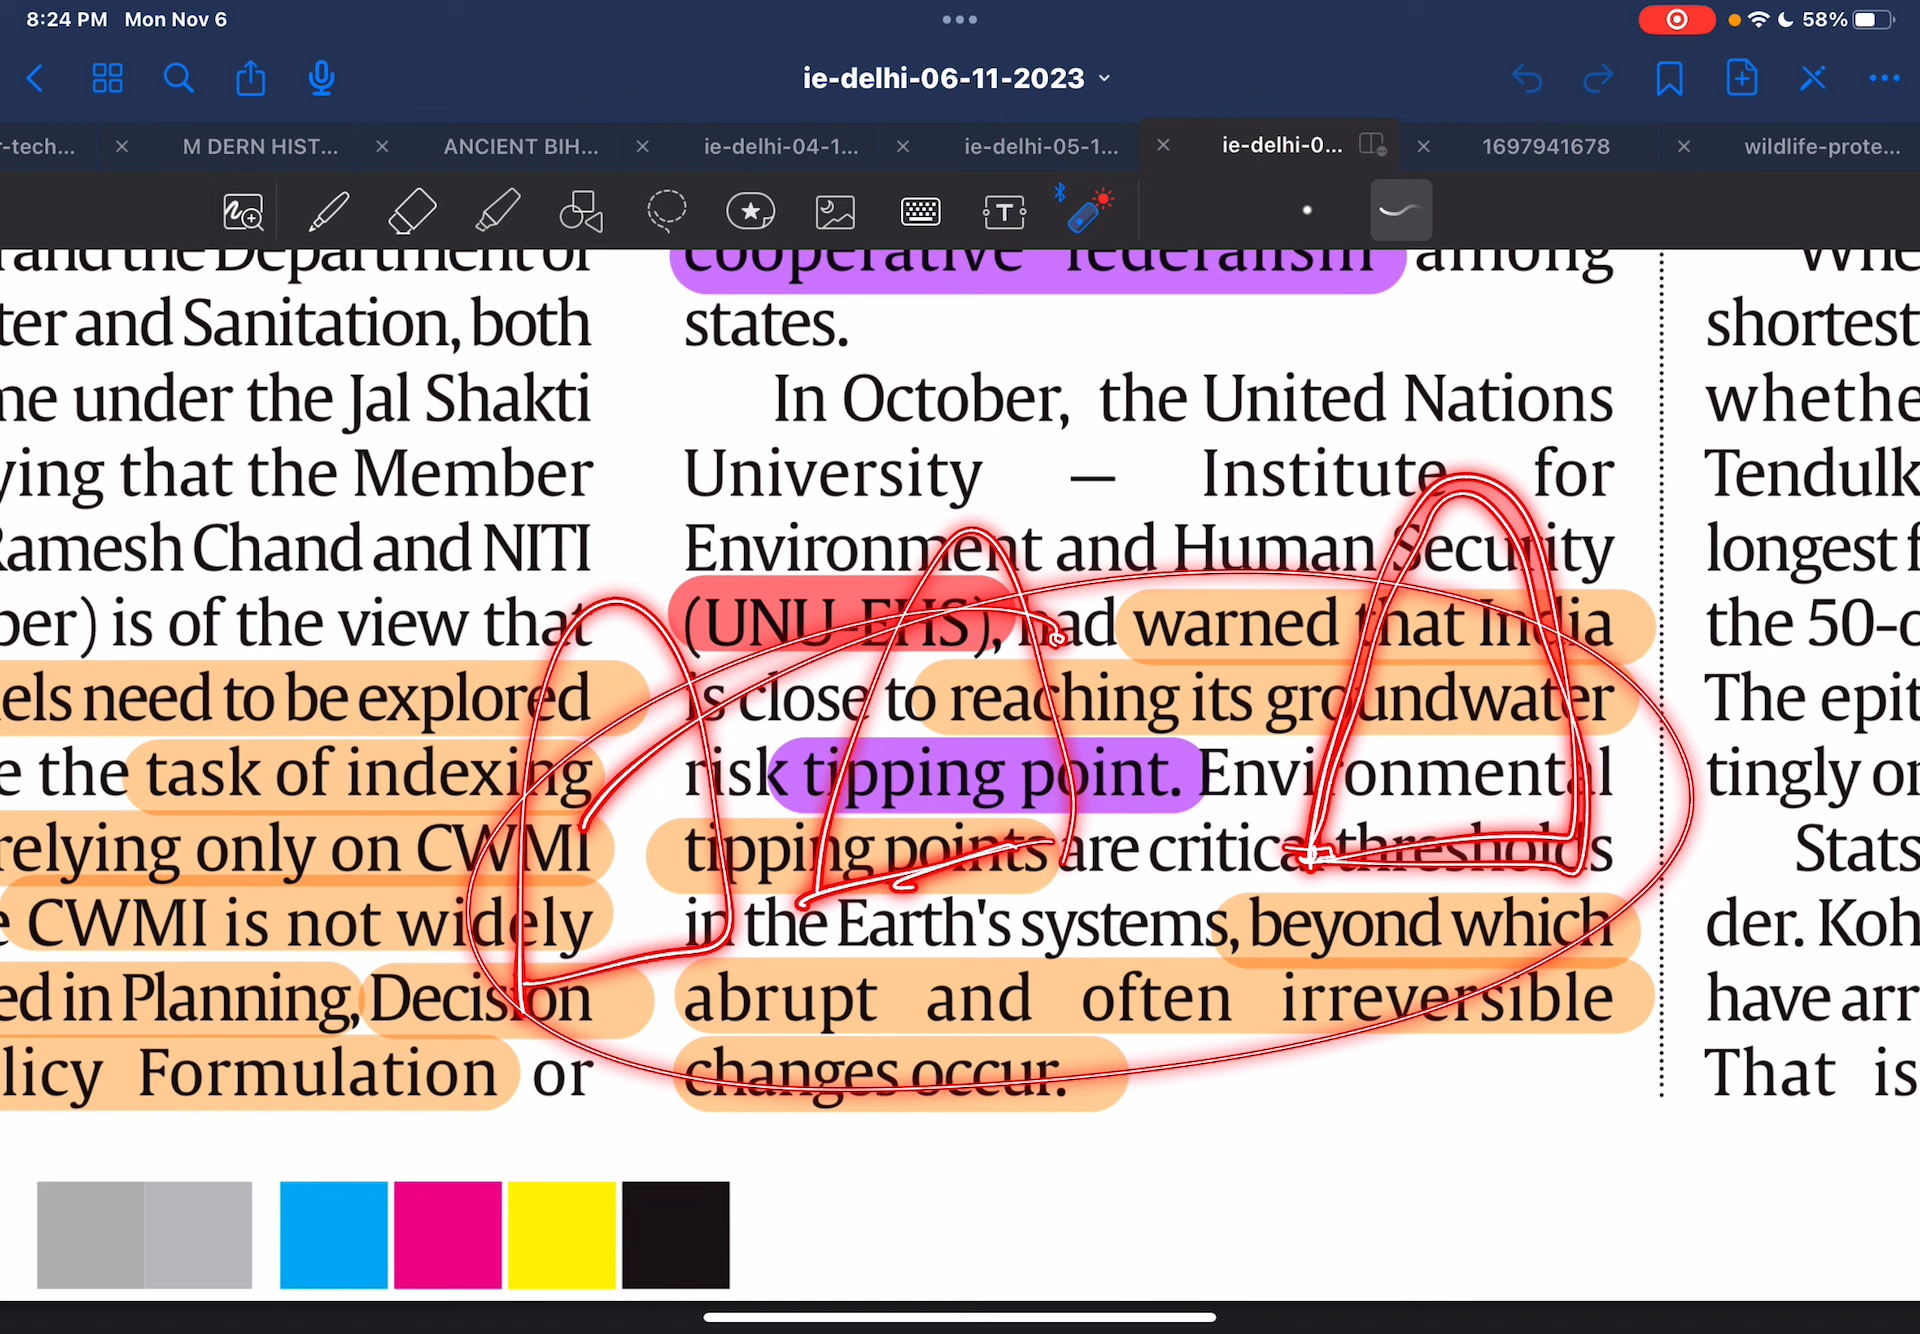 8:24 PM Mon Nov 6
58%
ie-delhi-06-11-2023
-tech...
M DERN HIST...
ANCIENT BIH...
ie-delhi-04-1...
ie-delhi-05-1...
ie-delhi-0...
1697941678
wildlife-prote...
and the Department of
ter and Sanitation, both
me under the Jal Shakti
ying that the Member
Ramesh Chand and NITI
ber) is of the view that
els need to be explored
e the task of indexing
relying only on CWMI
e CWMI is not widely
ed in Planning, Decision
licy Formulation or
cooperative federalism among
states.
In October, the United Nations
University — Institute for
Environment and Human Security
(UNU-EHS), had warned that India
is close to reaching its groundwater
risk tipping point. Environmental
tipping points are critical thresholds
in the Earth's systems, beyond which
abrupt and often irreversible
changes occur.
Whe
shortest
whethe
Tendulk
longest f
the 50-o
The epit
tingly or
Stats
der. Koh
have arr
That is